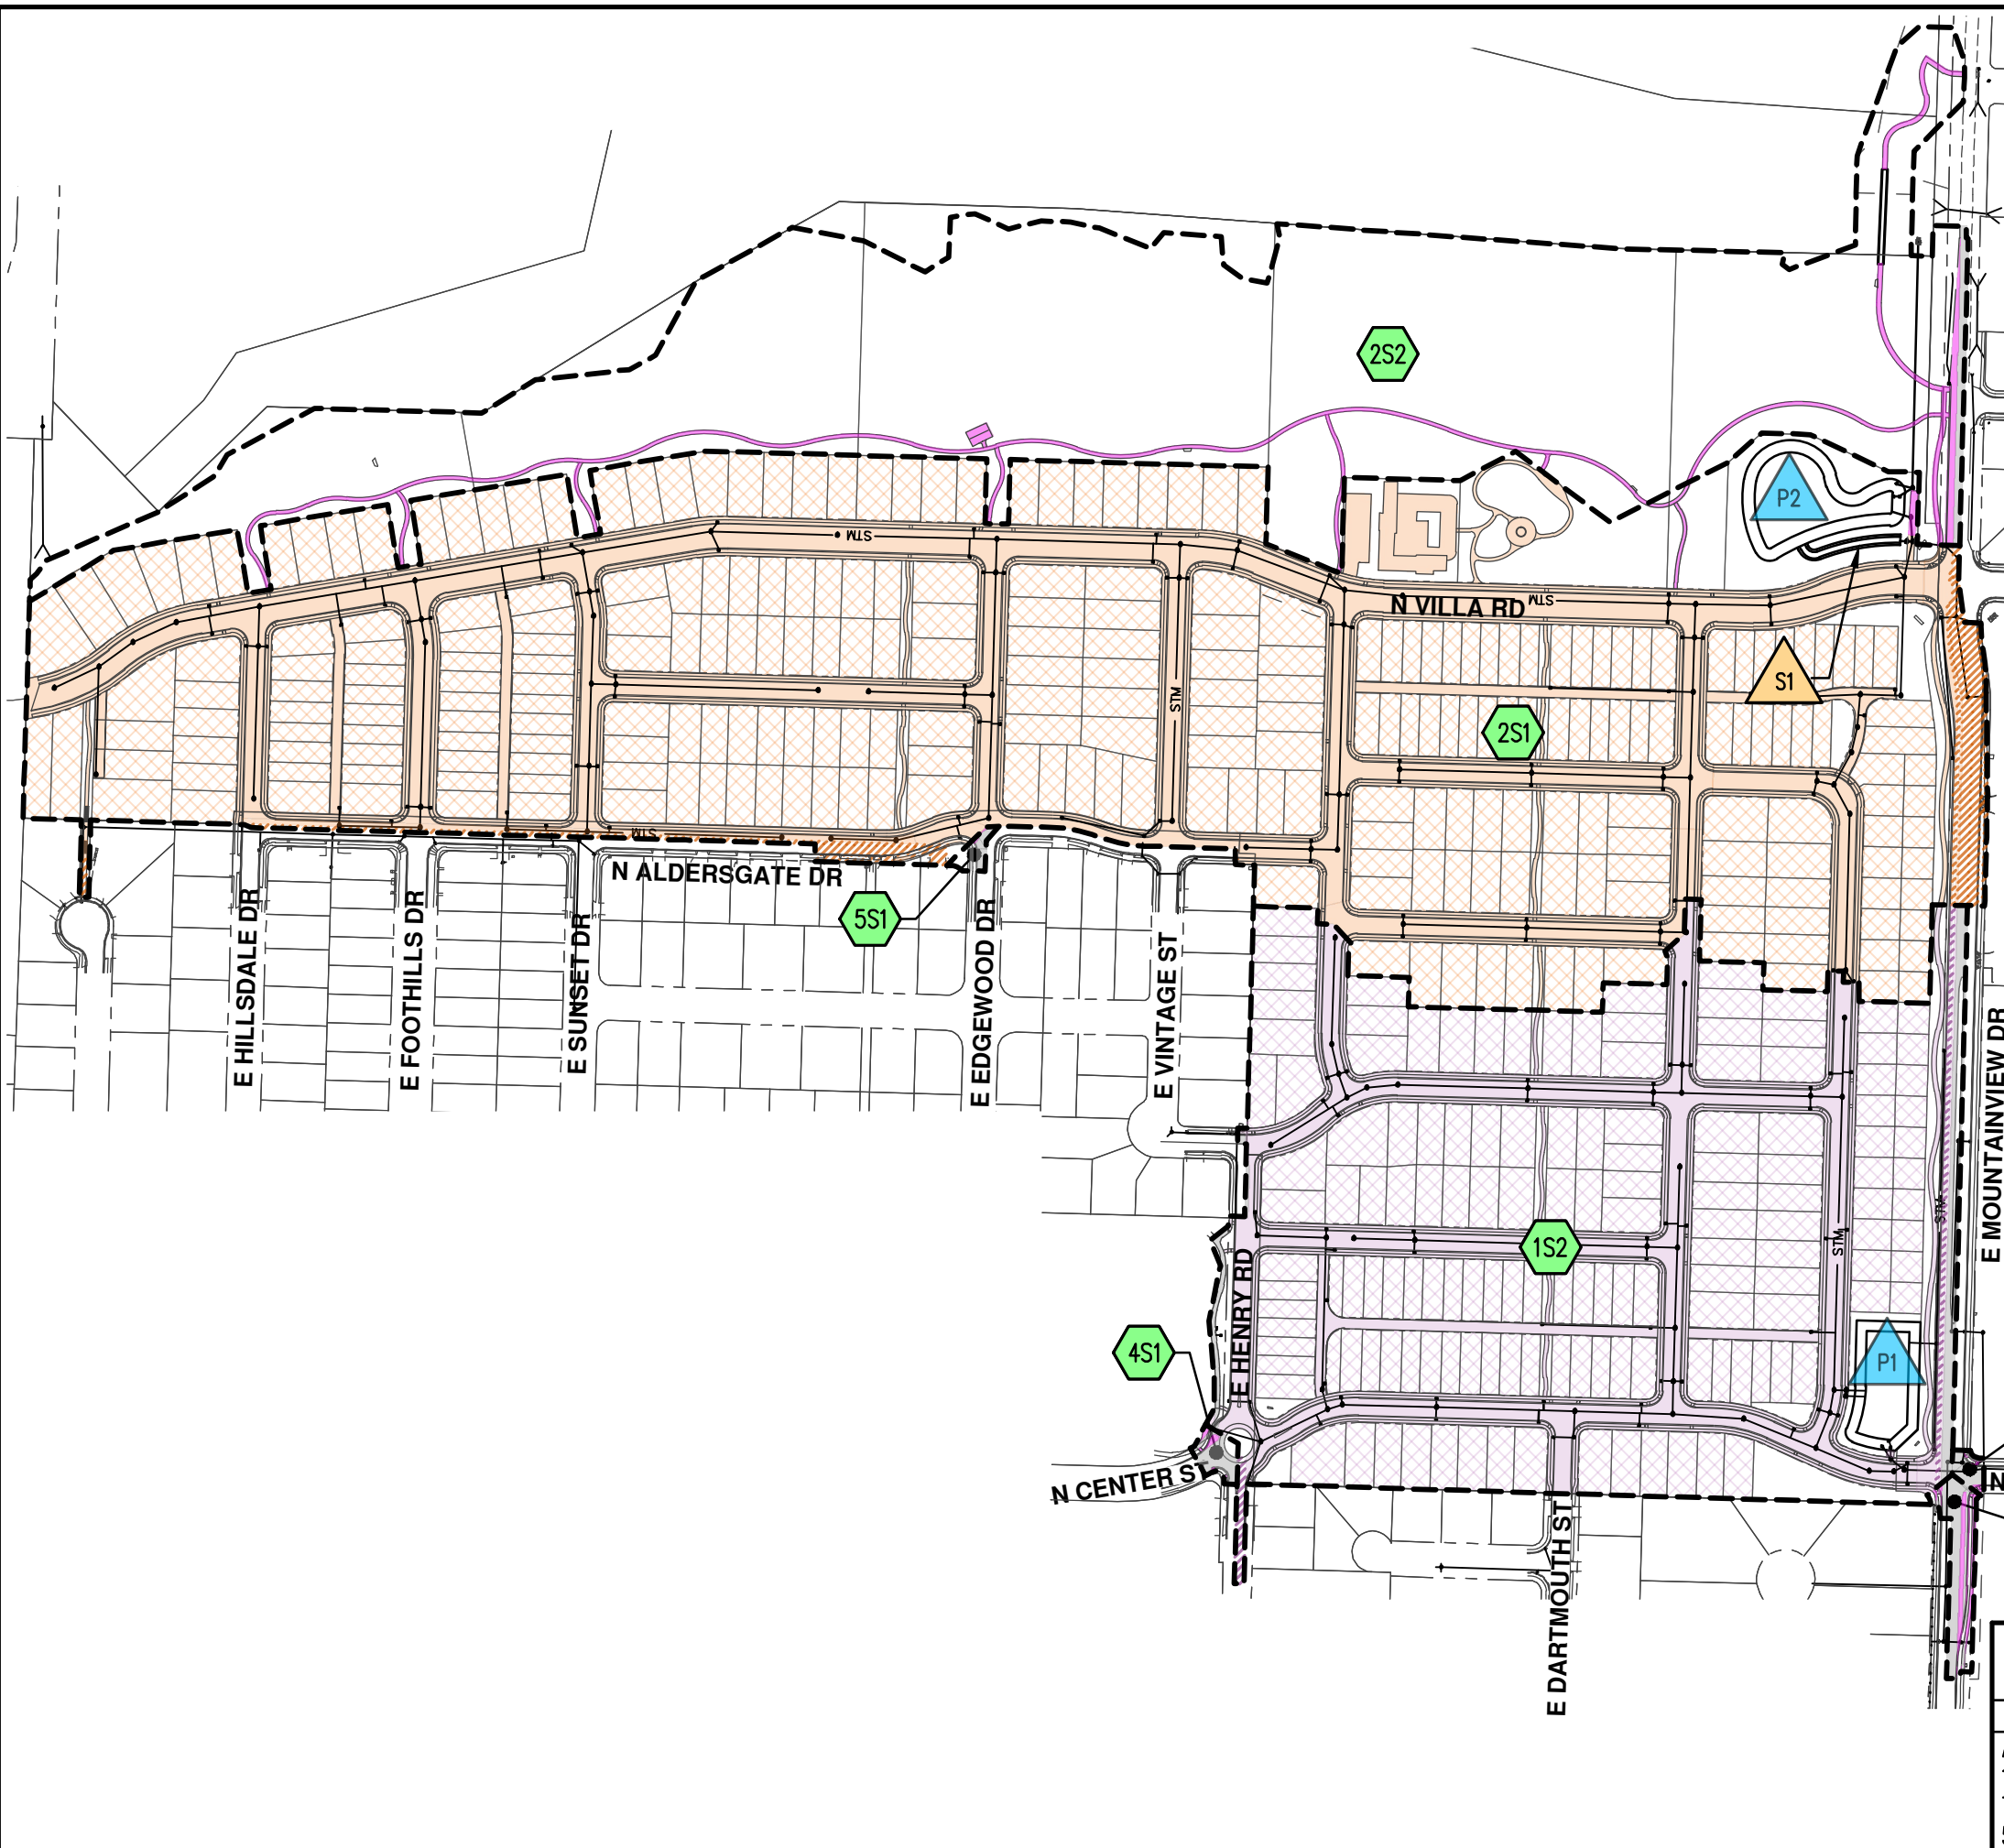 2S2
P2
STM
N VILLA RD
STM
S1
STM
2S1
STM
N ALDERSGATE DR
5S1
E HILLSDALE DR
E FOOTHILLS DR
E SUNSET DR
E EDGEWOOD DR
E VINTAGE ST
E MOUNTAINVIEW DR
STM
STM
1S2
E HENRY RD
4S1
P1
N CENTER ST
N
E DARTMOUTH ST